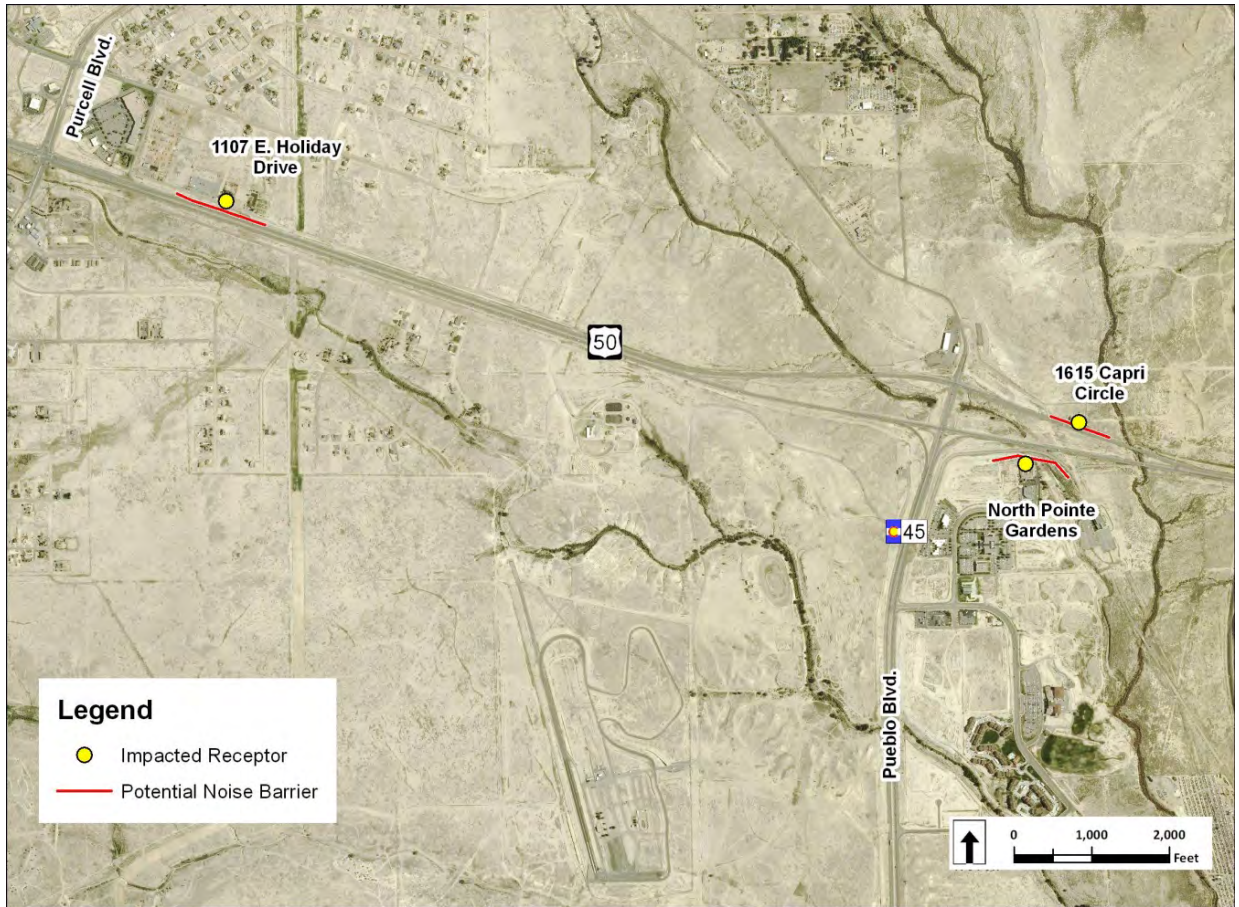 Purcell Blvd.
1107 E. Holiday
Drive
50
1615 Capri
Circle
North Pointe
Gardens
45
Pueblo Blvd.
Legend
Impacted Receptor
Potential Noise Barrier
0 1,000 2,000
Feet